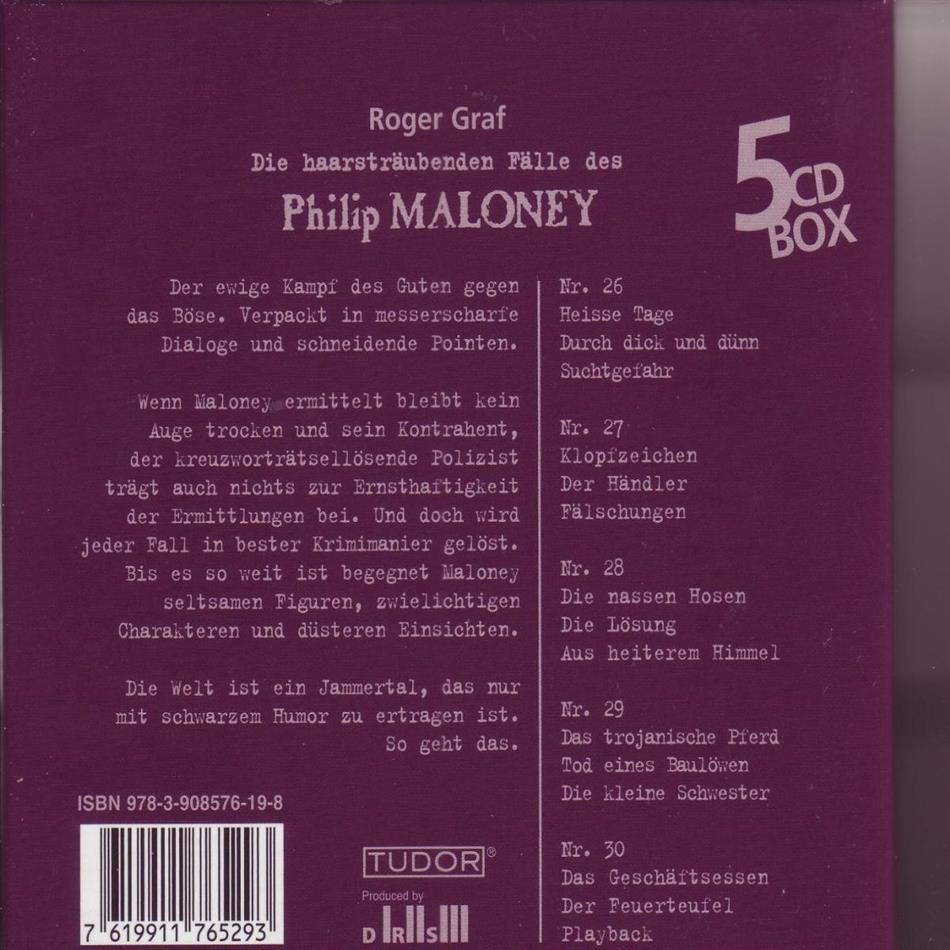 Roger Graf
Die haarsträubenden Fälle des
Philip MALONEY
5
CD
BOX
Der ewige Kampf des Guten gegen
das Böse. Verpackt in messerscharfe
Dialoge und schneidende Pointen.
Wenn Maloney ermittelt bleibt kein
Auge trocken und sein Kontrahent,
der kreuzworträtsellösende Polizist
trägt auch nichts zur Ernsthaftigkeit
der Ermittlungen bei. Und doch wird
jeder Fall in bester Krimimanier gelöst.
Bis es so weit ist begegnet Maloney
seltsamen Figuren, zwielichtigen
Charakteren und düsteren Einsichten.
Die Welt ist ein Jammertal, das nur
mit schwarzem Humor zu ertragen ist.
So geht das.
Nr. 26
Heisse Tage
Durch dick und dünn
Suchtgefahr
Nr. 27
Klopfzeichen
Der Händler
Fälschungen
Nr. 28
Die nassen Hosen
Die Lösung
Aus heiterem Himmel
Nr. 29
Das trojanische Pferd
Tod eines Baulöwen
Die kleine Schwester
Nr. 30
Das Geschäftsessen
Der Feuerteufel
Playback
ISBN 978-3-908576-19-8
7 619911 765293
TUDOR®
Produced by
DRS